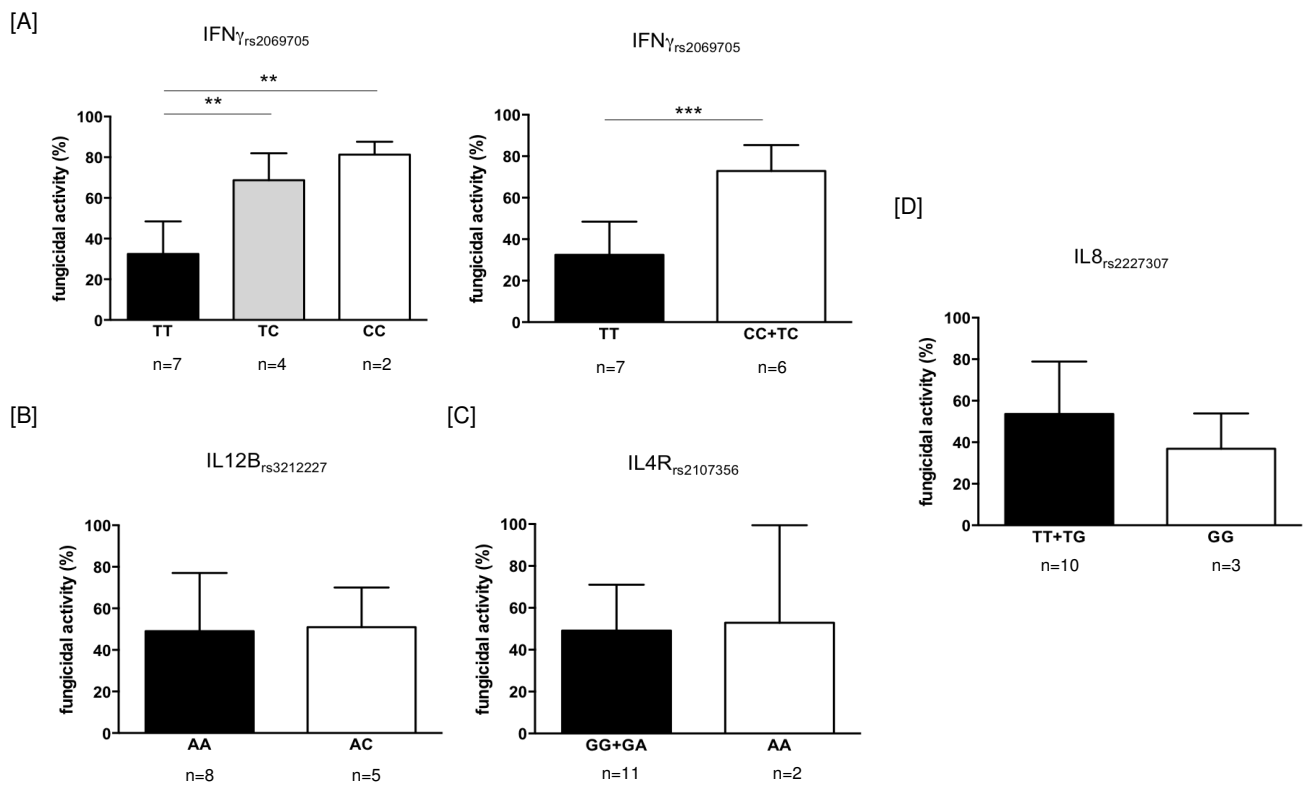 [A]
IFNγrs2069705
**
**
fungicidal activity (%)
100
80
60
40
20
0
TT TC CC
n=7 n=4 n=2
IFNγrs2069705
***
fungicidal activity (%)
100
80
60
40
20
0
TT CC+TC
n=7 n=6
[B]
IL12Brs3212227
fungicidal activity (%)
100
80
60
40
20
0
AA AC
n=8 n=5
[C]
IL4Rrs2107356
fungicidal activity (%)
100
80
60
40
20
0
GG+GA AA
n=11 n=2
[D]
IL8rs2227307
fungicidal activity (%)
100
80
60
40
20
0
TT+TG GG
n=10 n=3